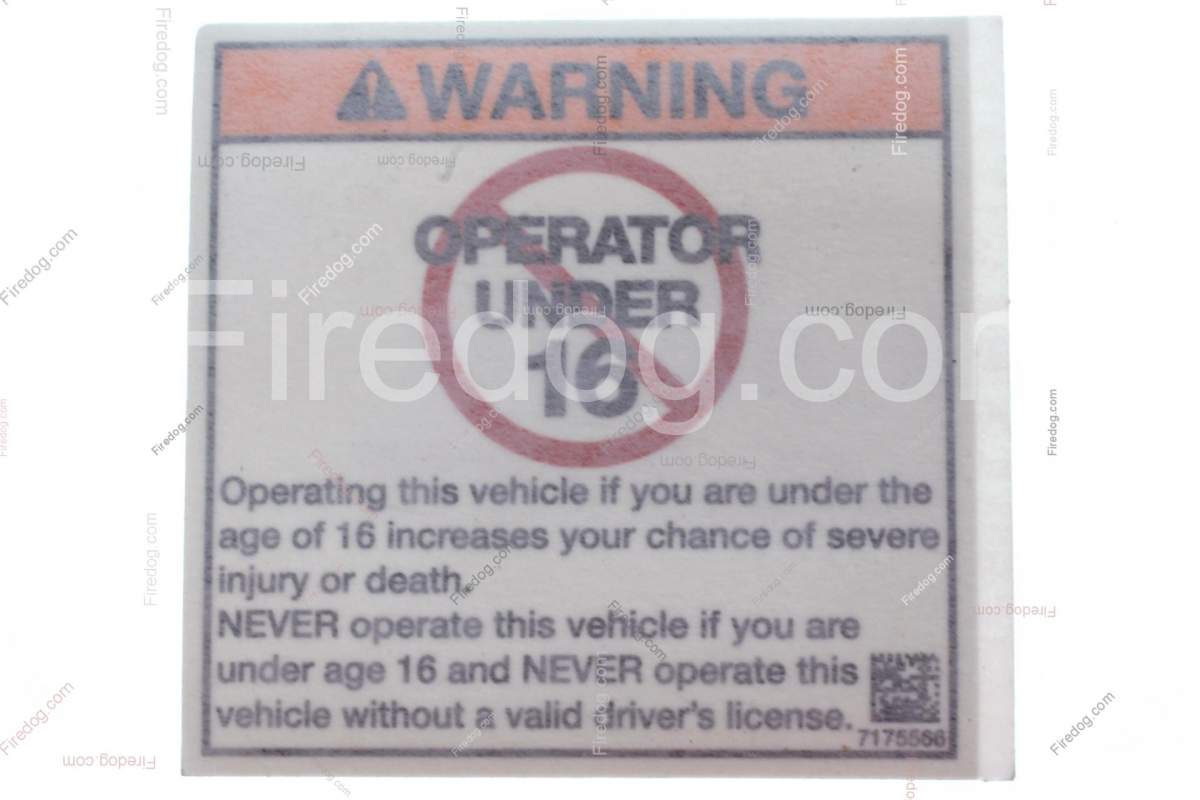 WARNING
OPERATOR
UNDER
16
Operating this vehicle if you are under the
age of 16 increases your chance of severe
injury or death.
NEVER operate this vehicle if you are
under age 16 and NEVER operate this
vehicle without a valid driver's license.
7175566
Firedog.com